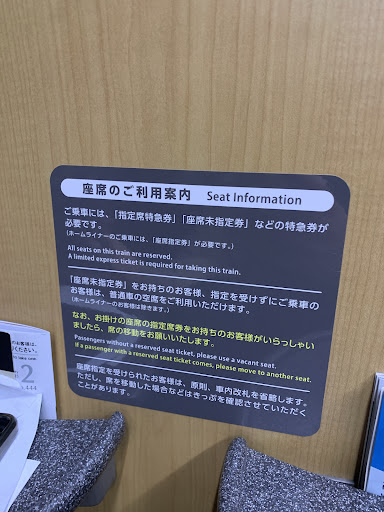 座席のご利用案内 Seat Information
ご乗車には、「指定席特急券」「座席未指定券」などの特急券が
必要です。
(ホームライナーのご乗車には、「座席指定券」が必要です。)
All seats on this train are reserved.
A limited express ticket is required for taking this train.
「座席未指定券」をお持ちのお客様、指定を受けずにご乗車の
お客様は、普通車の空席をご利用いただけます。
(ホームライナーのご乗車は除きます。)
なお、お掛けの座席の指定席券をお持ちのお客様がいらっしゃい
ましたら、席の移動をお願いいたします。
Passengers without a reserved seat ticket, please use a vacant seat.
If a passenger with a reserved seat ticket comes, please move to another seat.
座席指定を受けられたお客様は、原則、車内改札を省略します。
ただし、席を移動した場合などはきっぷを確認させていただく
ことがあります。